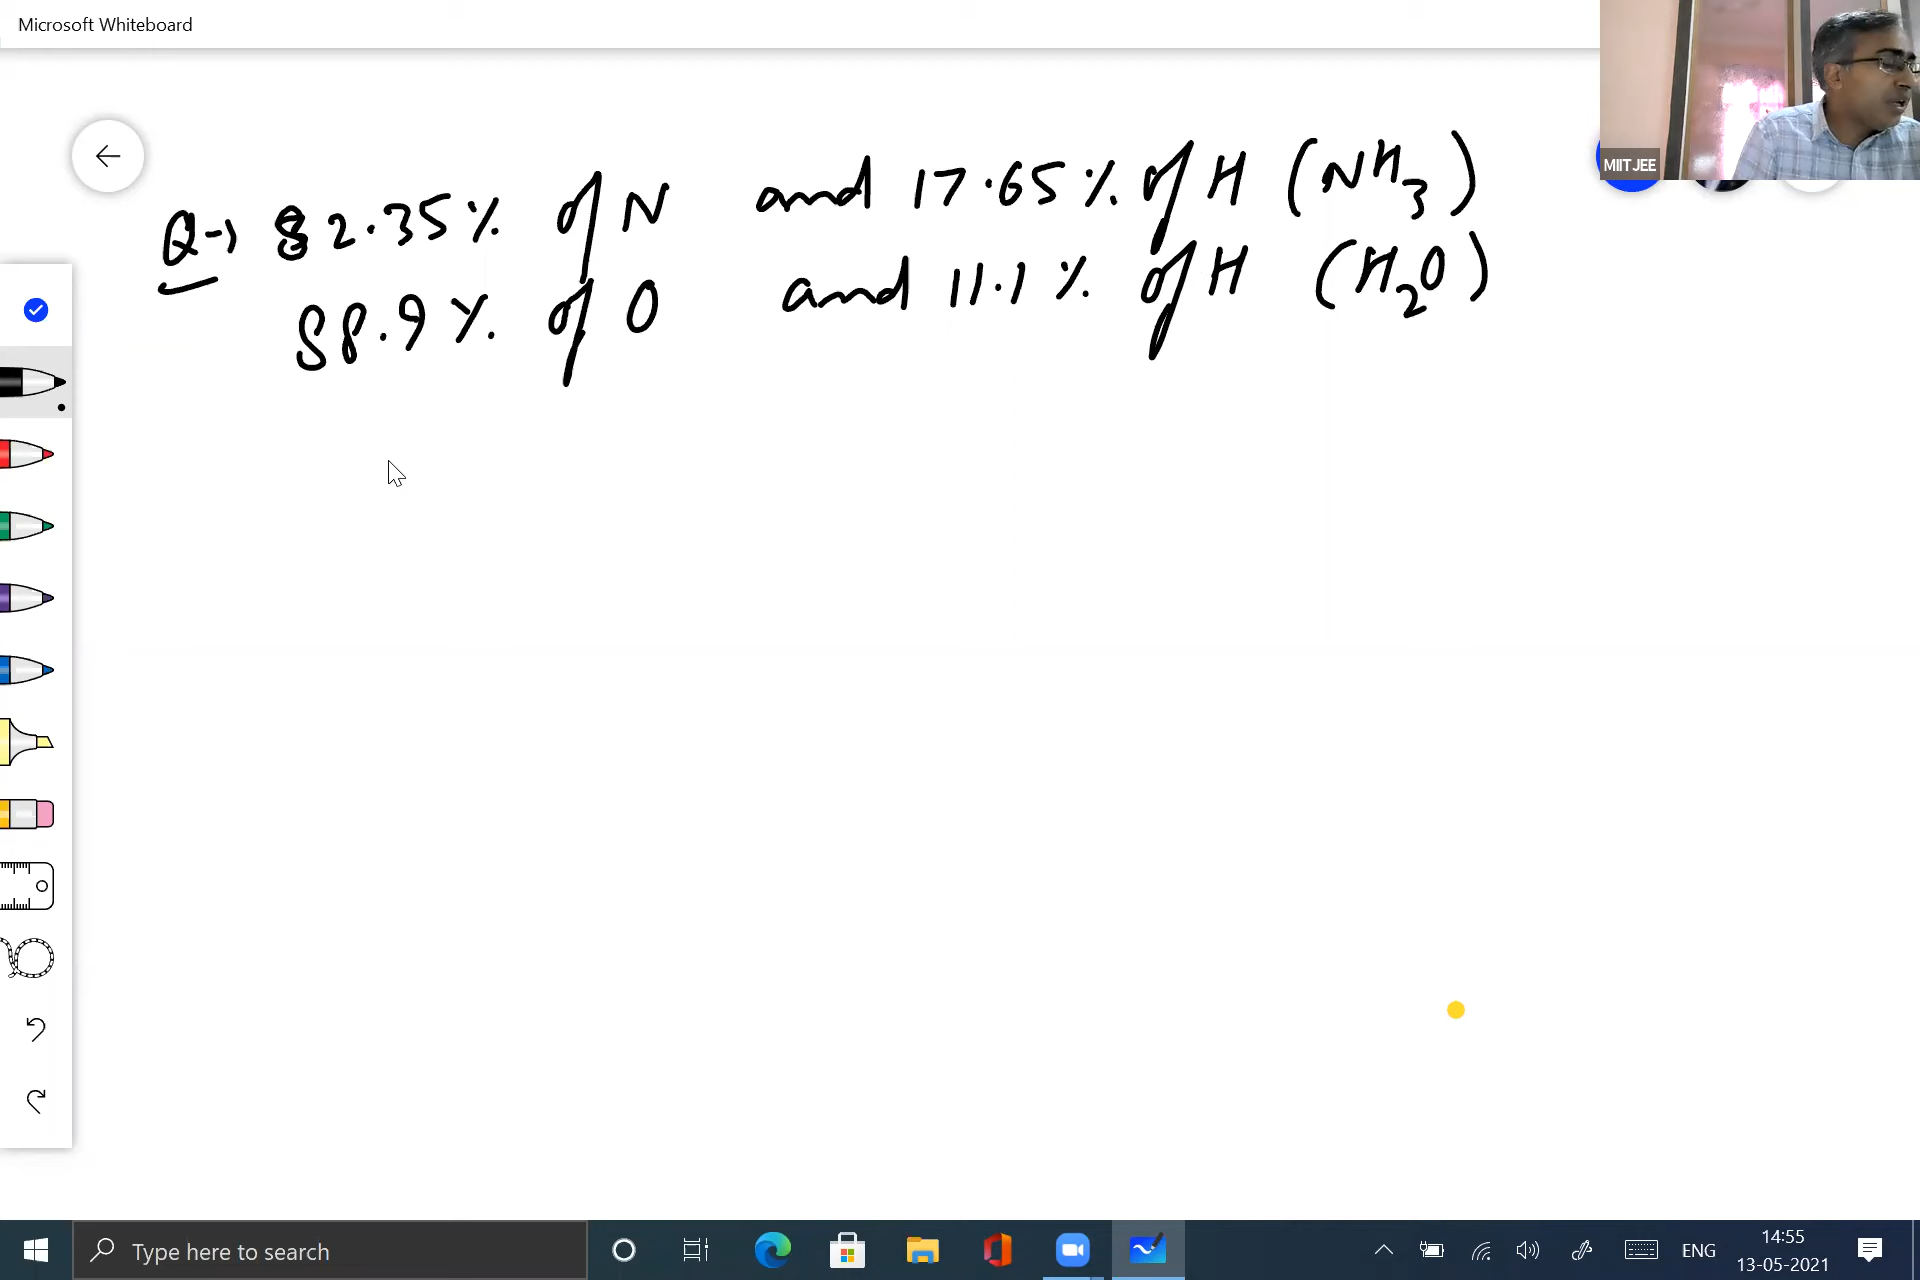 Microsoft Whiteboard
MIIT JEE
Q→ 82.35% of N and 17.65% of H (NH3)
88.9% of O and 11.1% of H (H2O)
Type here to search
ENG
14:55
13-05-2021